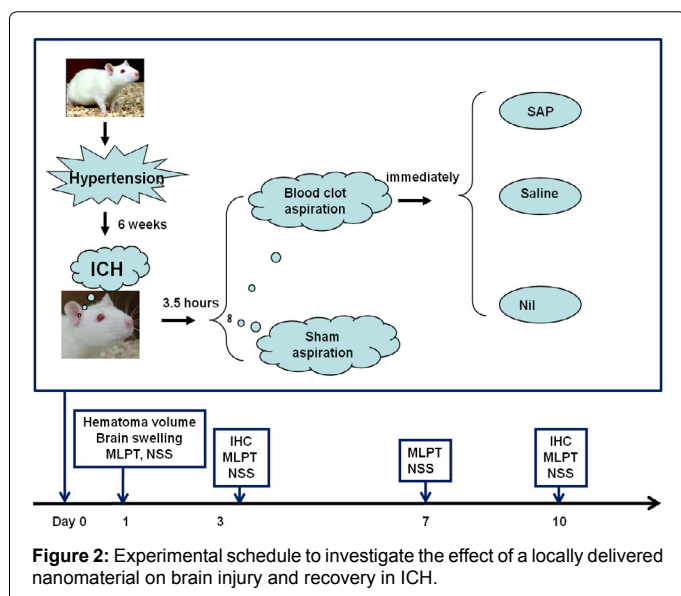 Hypertension
6 weeks
ICH
3.5 hours
Blood clot
aspiration
immediately
Sham
aspiration
SAP
Saline
Nil
Hematoma volume
Brain swelling
MLPT, NSS
IHC
MLPT
NSS
MLPT
NSS
IHC
MLPT
NSS
Day 0 1 3 7 10
Figure 2: Experimental schedule to investigate the effect of a locally delivered
nanomaterial on brain injury and recovery in ICH.